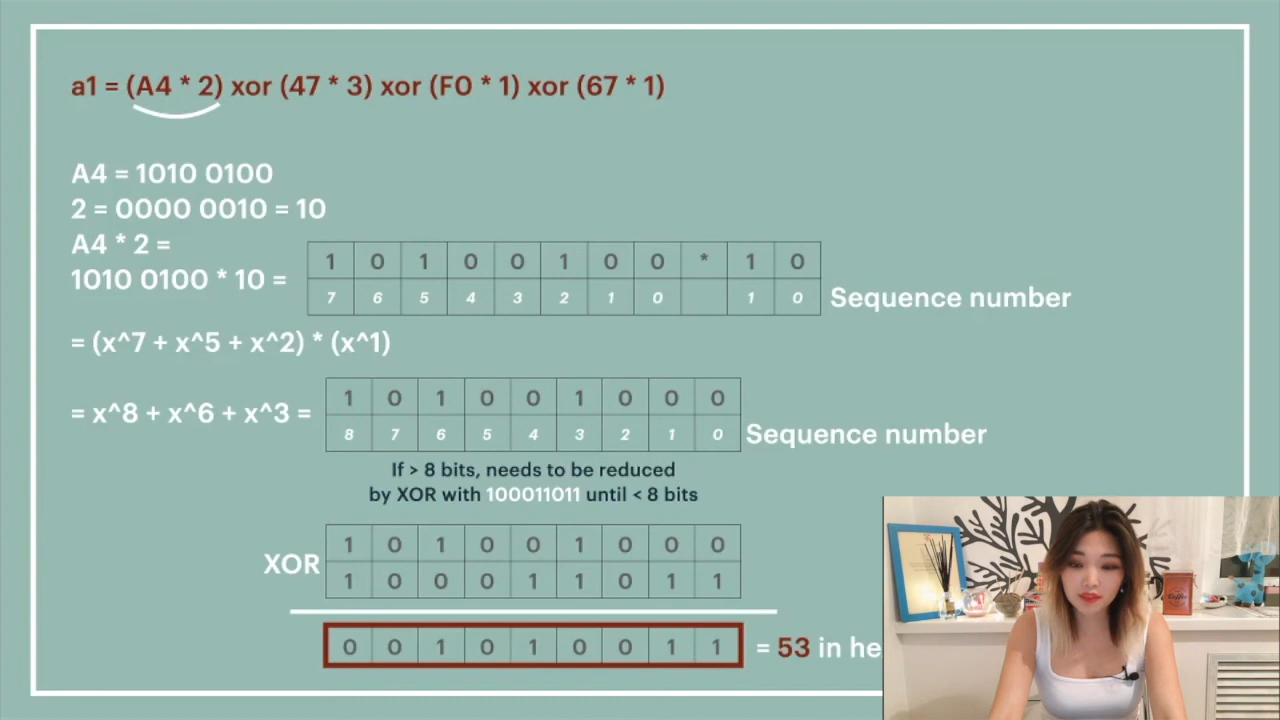 a1 = (A4 * 2) xor (47 * 3) xor (F0 * 1) xor (67 * 1)
A4 = 1010 0100
2 = 0000 0010 = 10
A4 * 2 =
1010 0100 * 10 =
1 0 1 0 0 1 0 0 * 1 0
7 6 5 4 3 2 1 0 1 0
Sequence number
= (x^7 + x^5 + x^2) * (x^1)
= x^8 + x^6 + x^3 =
1 0 1 0 0 1 0 0 0
8 7 6 5 4 3 2 1 0
Sequence number
If > 8 bits, needs to be reduced
by XOR with 100011011 until < 8 bits
XOR
1 0 1 0 0 1 0 0 0
1 0 0 0 1 1 0 1 1
0 0 1 0 1 0 0 1 1
= 53 in he